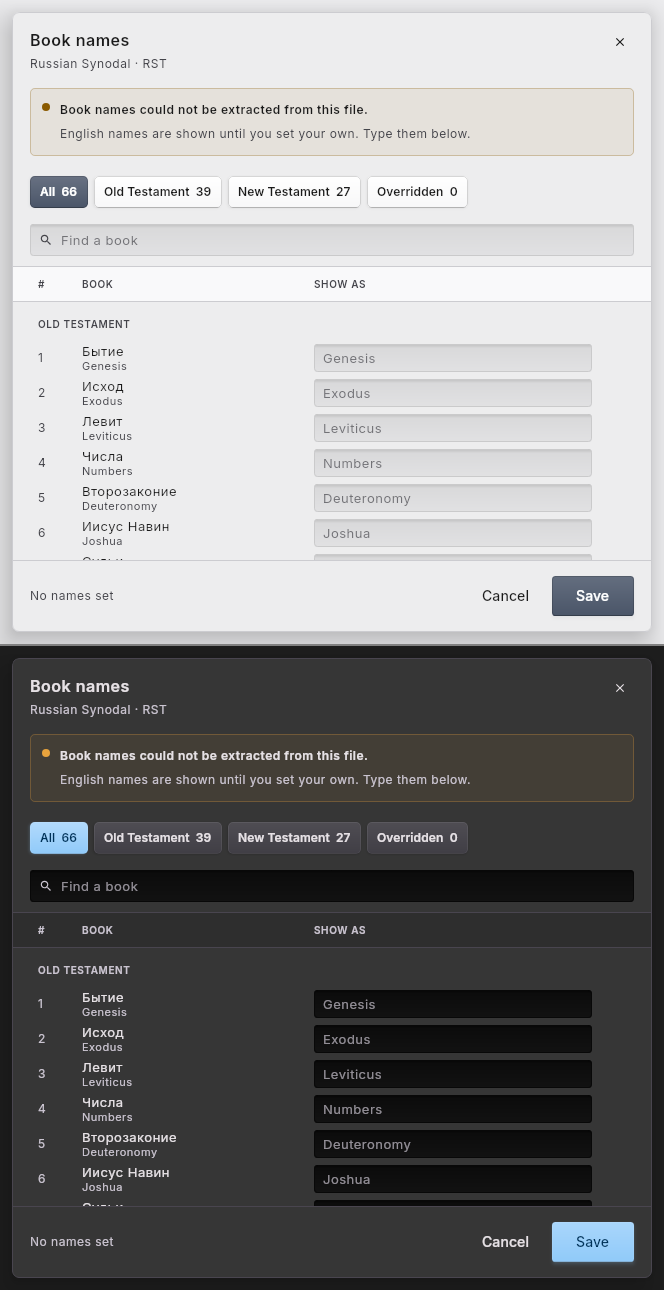 Book names
×
Russian Synodal · RST
Book names could not be extracted from this file.
English names are shown until you set your own. Type them below.
All 66
Old Testament 39
New Testament 27
Overridden 0
Find a book
# BOOK SHOW AS
OLD TESTAMENT
1 Бытие Genesis
Genesis
2 Исход Exodus
Exodus
3 Левит Leviticus
Leviticus
4 Числа Numbers
Numbers
5 Второзаконие Deuteronomy
Deuteronomy
6 Иисус Навин Joshua
Joshua
No names set
Cancel
Save
Book names
×
Russian Synodal · RST
Book names could not be extracted from this file.
English names are shown until you set your own. Type them below.
All 66
Old Testament 39
New Testament 27
Overridden 0
Find a book
# BOOK SHOW AS
OLD TESTAMENT
1 Бытие Genesis
Genesis
2 Исход Exodus
Exodus
3 Левит Leviticus
Leviticus
4 Числа Numbers
Numbers
5 Второзаконие Deuteronomy
Deuteronomy
6 Иисус Навин Joshua
Joshua
No names set
Cancel
Save